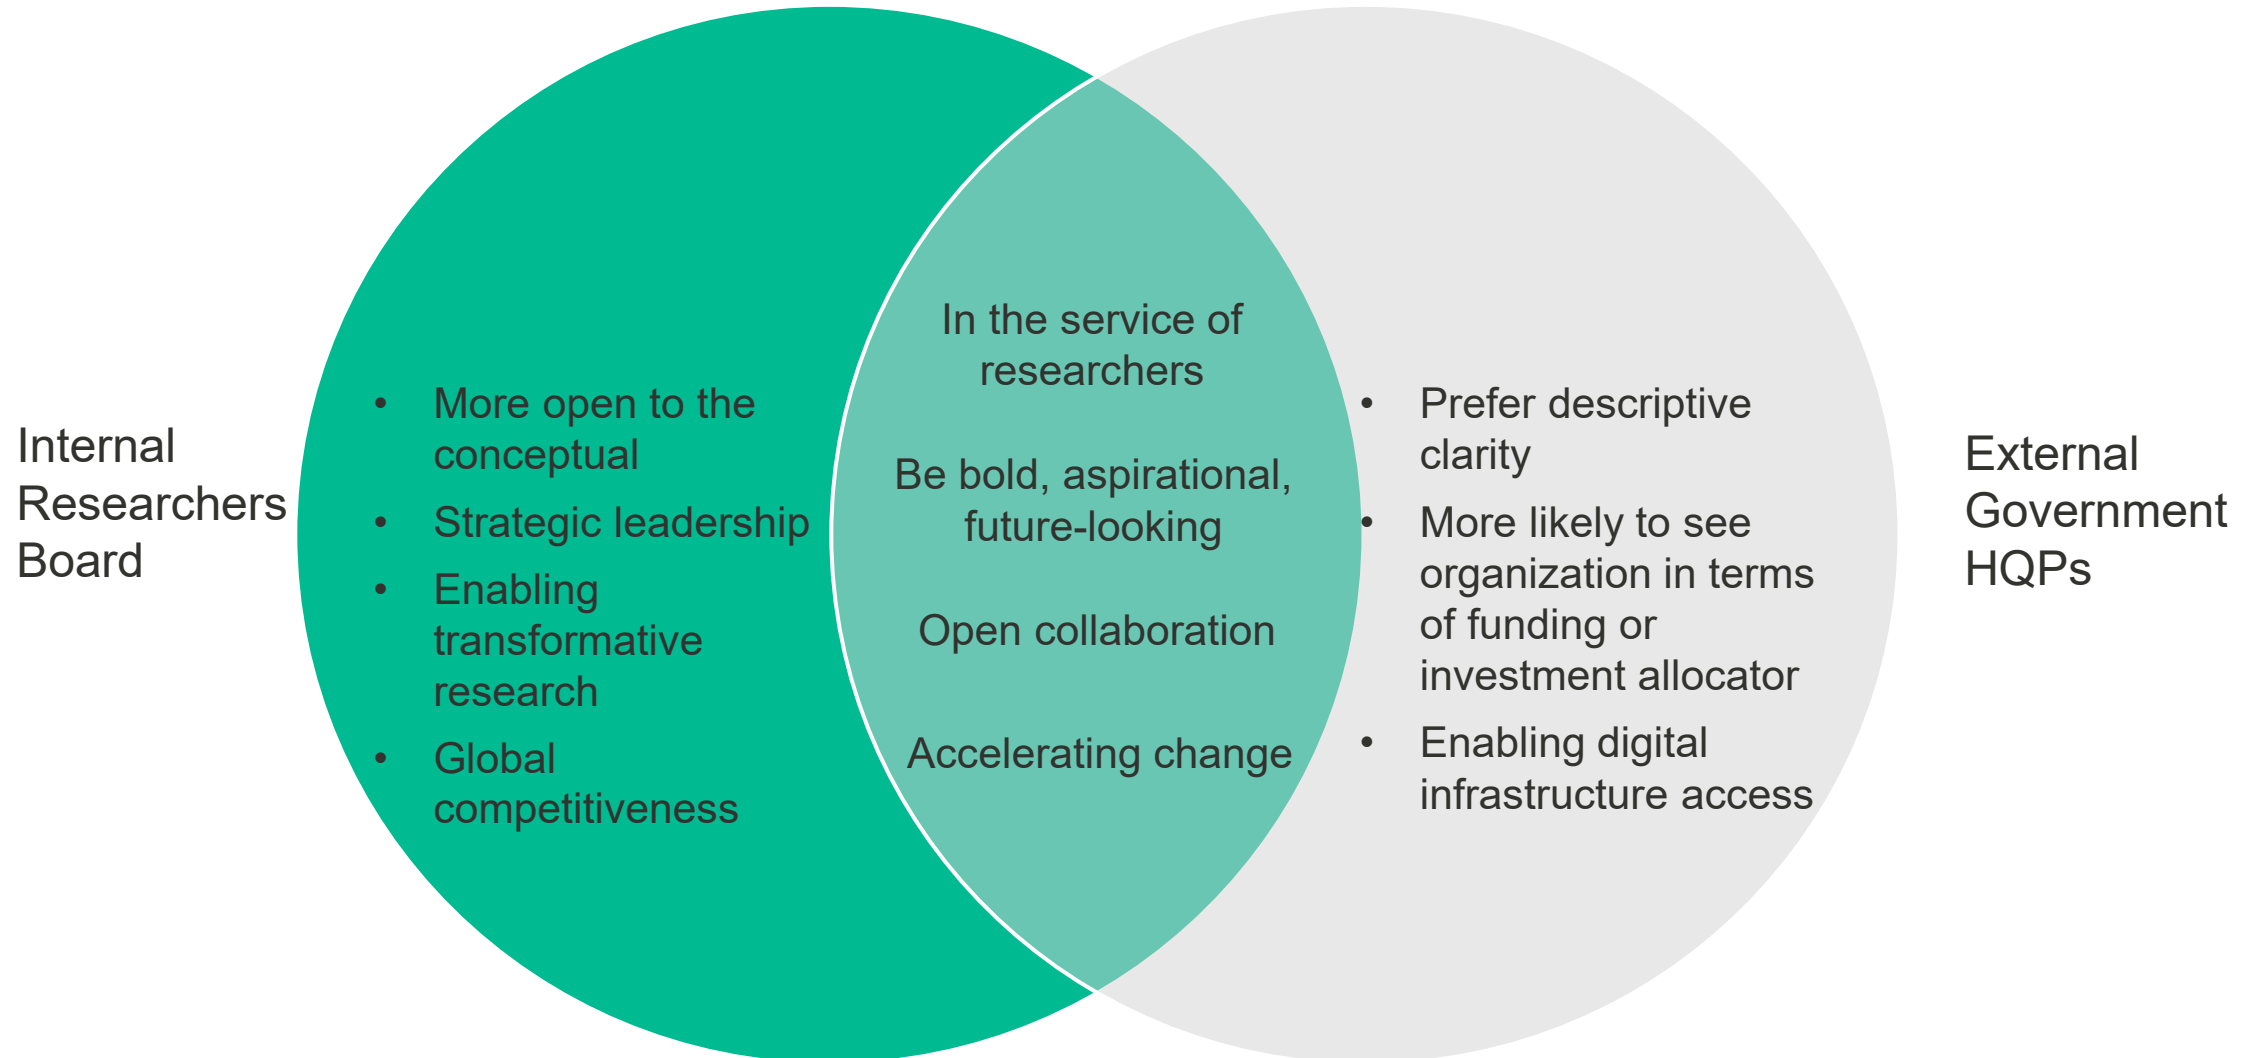 Internal
Researchers
Board
• More open to the
conceptual
• Strategic leadership
• Enabling
transformative
research
• Global
competitiveness
In the service of
researchers
Be bold, aspirational,
future-looking
Open collaboration
Accelerating change
• Prefer descriptive
clarity
• More likely to see
organization in terms
of funding or
investment allocator
• Enabling digital
infrastructure access
External
Government
HQPs